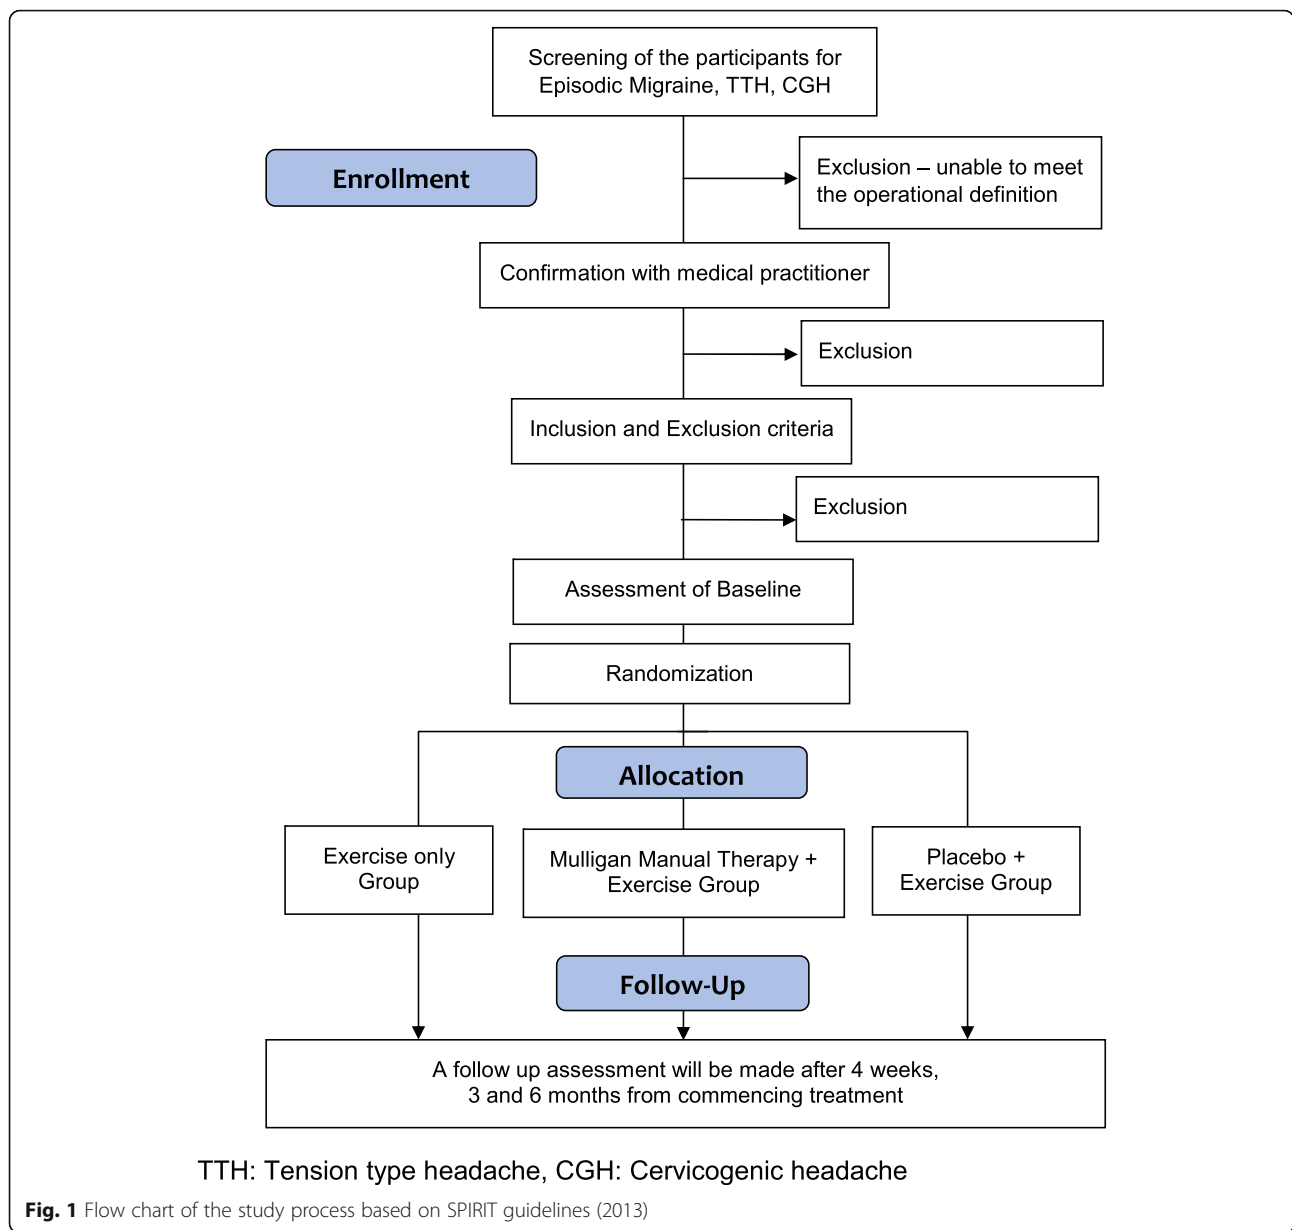 Screening of the participants for
Episodic Migraine, TTH, CGH
Enrollment
Exclusion – unable to meet
the operational definition
Confirmation with medical practitioner
Exclusion
Inclusion and Exclusion criteria
Exclusion
Assessment of Baseline
Randomization
Allocation
Exercise only
Group
Mulligan Manual Therapy +
Exercise Group
Placebo +
Exercise Group
Follow-Up
A follow up assessment will be made after 4 weeks,
3 and 6 months from commencing treatment
TTH: Tension type headache, CGH: Cervicogenic headache
Fig. 1 Flow chart of the study process based on SPIRIT guidelines (2013)